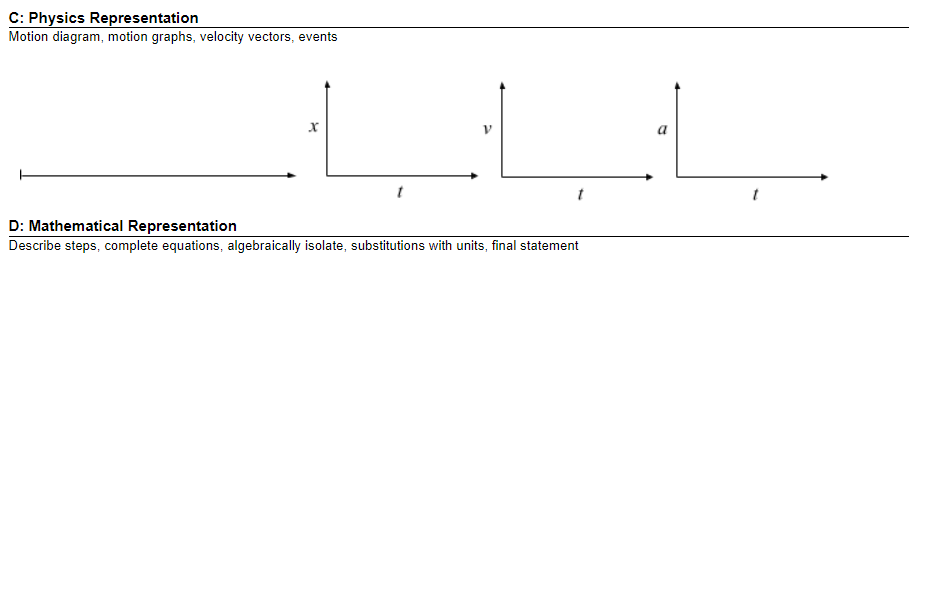 C: Physics Representation
Motion diagram, motion graphs, velocity vectors, events
x
v
a
t
t
t
D: Mathematical Representation
Describe steps, complete equations, algebraically isolate, substitutions with units, final statement